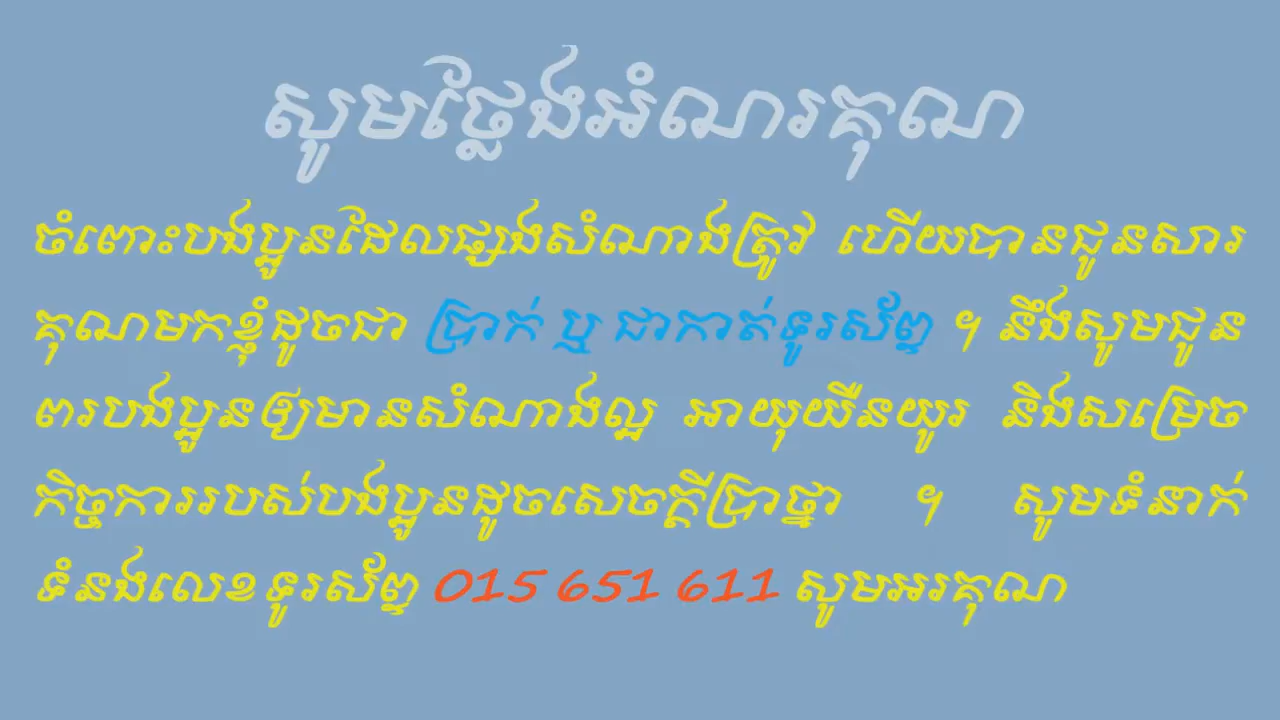 សូមថ្លែងអំណរគុណ
ចំពោះបងប្អូនដែលផ្សងសំណាងត្រូវ ហើយបានជូនសារ
គុណមកខ្ញុំដូចជា ប្រាក់ ឬ ជាកាត់ទូរស័ព្ទ ។ នឹងសូមជូន
ពរបងប្អូនឲ្យមានសំណាងល្អ អាយុយឺនយូរ និងសម្រេច
កិច្ចការរបស់បងប្អូនដូចសេចក្តីប្រាថ្នា ។ សូមទំនាក់
ទំនងលេខទូរស័ព្ទ 015 651 611 សូមអរគុណ